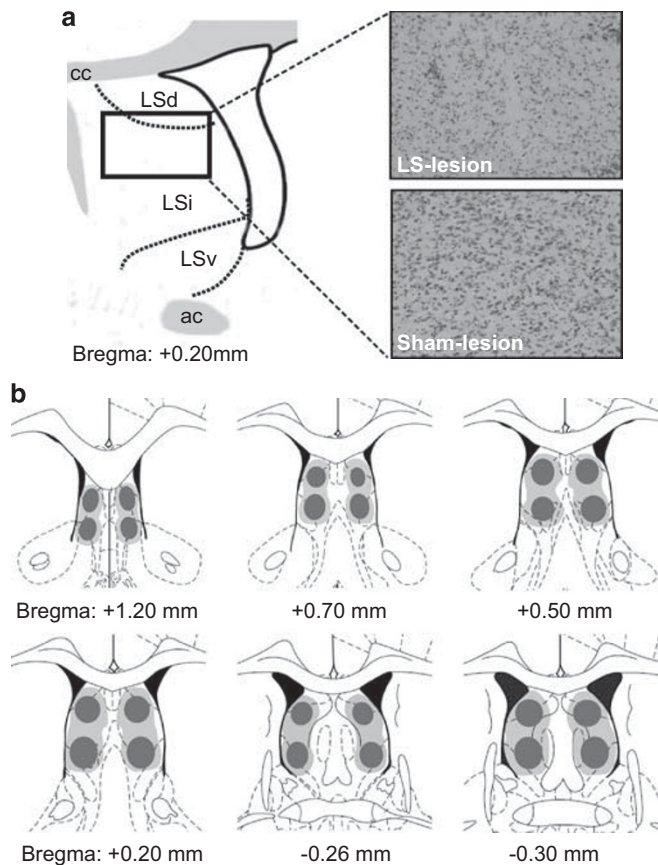 a
cc
LSd
LSi
LSv
ac
Bregma: +0.20mm
LS-lesion
Sham-lesion
b
Bregma: +1.20 mm
+0.70 mm
+0.50 mm
Bregma: +0.20 mm
-0.26 mm
-0.30 mm